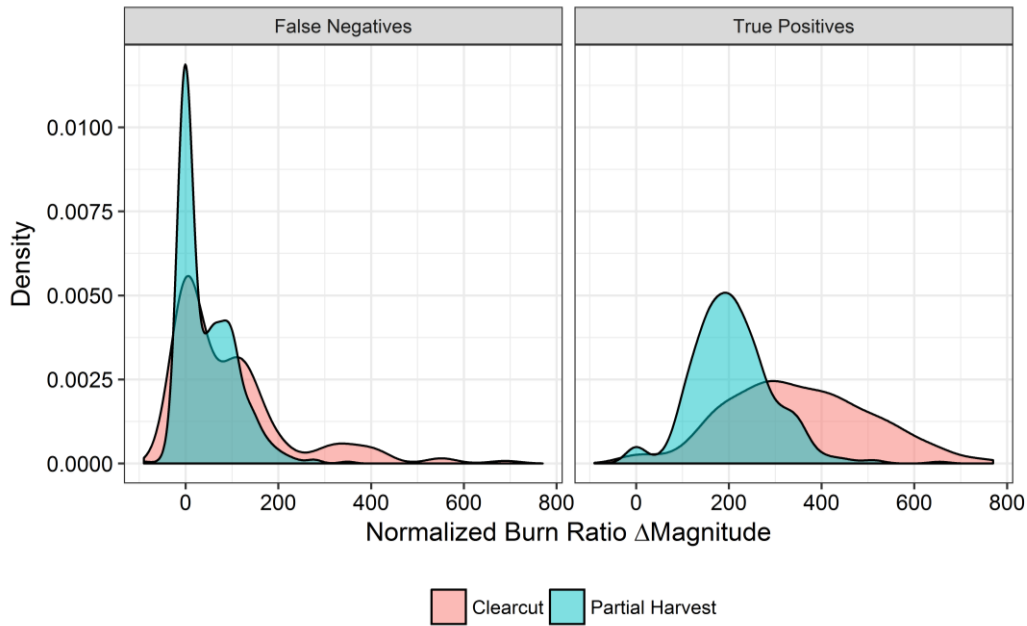 False Negatives
True Positives
Density
0.0100
0.0075
0.0050
0.0025
0.0000
0 200 400 600 800
0 200 400 600 800
Normalized Burn Ratio ΔMagnitude
Clearcut
Partial Harvest